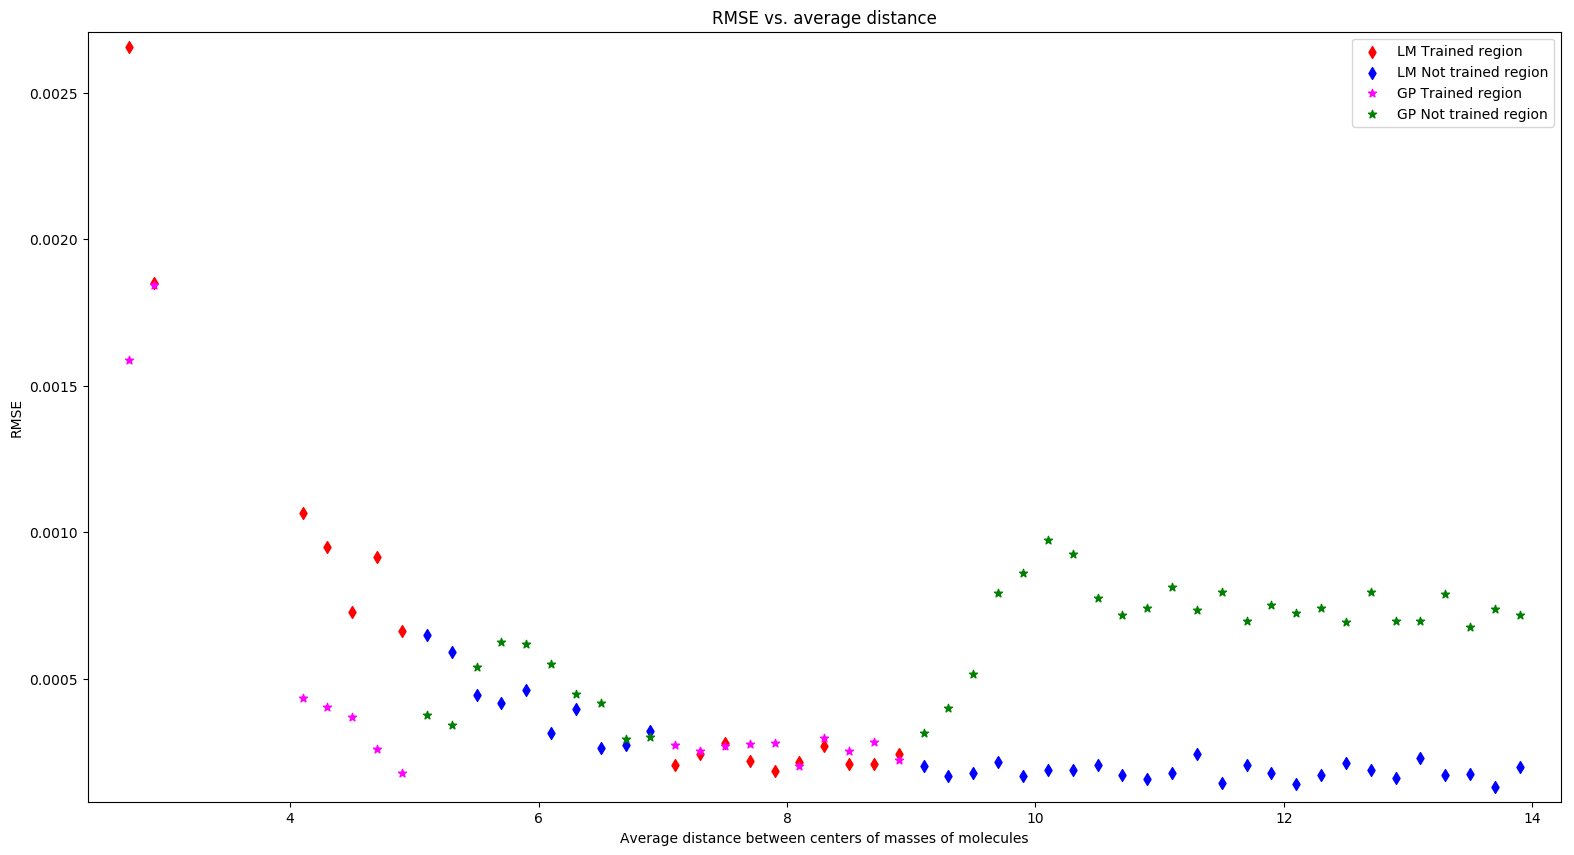 RMSE vs. average distance
LM Trained region
LM Not trained region
GP Trained region
GP Not trained region
0.0025
0.0020
0.0015
0.0010
0.0005
RMSE
4
6
8
10
12
14
Average distance between centers of masses of molecules